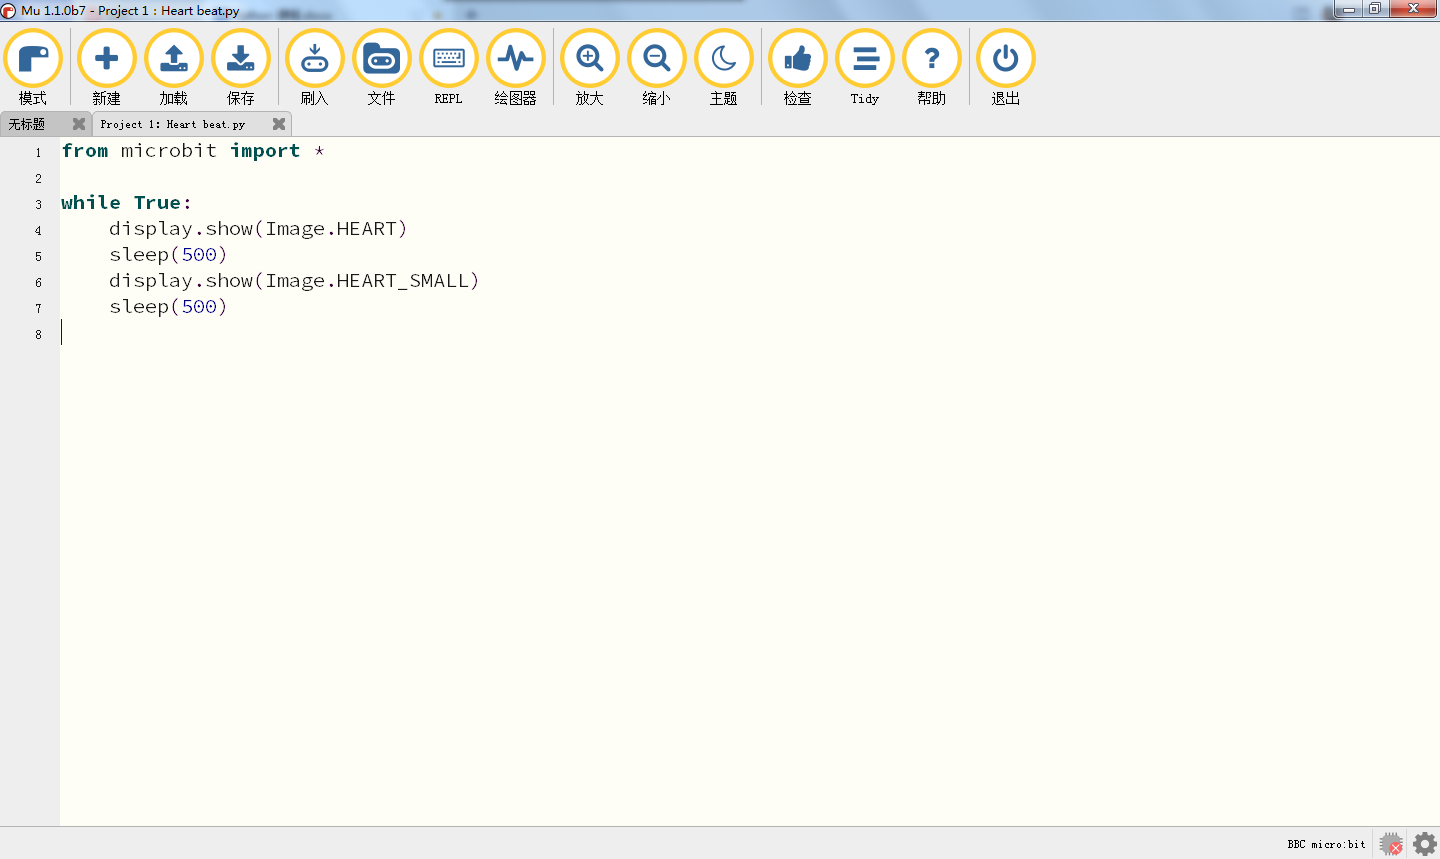 Mu 1.1.0b7 - Project 1：Heart beat.py
模式
新建
加载
保存
刷入
文件
REPL
绘图器
放大
缩小
主题
检查
Tidy
?
帮助
退出
无标题
Project 1：Heart beat.py
1 from microbit import *
2
3 while True:
4 display.show(Image.HEART)
5 sleep(500)
6 display.show(Image.HEART_SMALL)
7 sleep(500)
8
BBC micro:bit